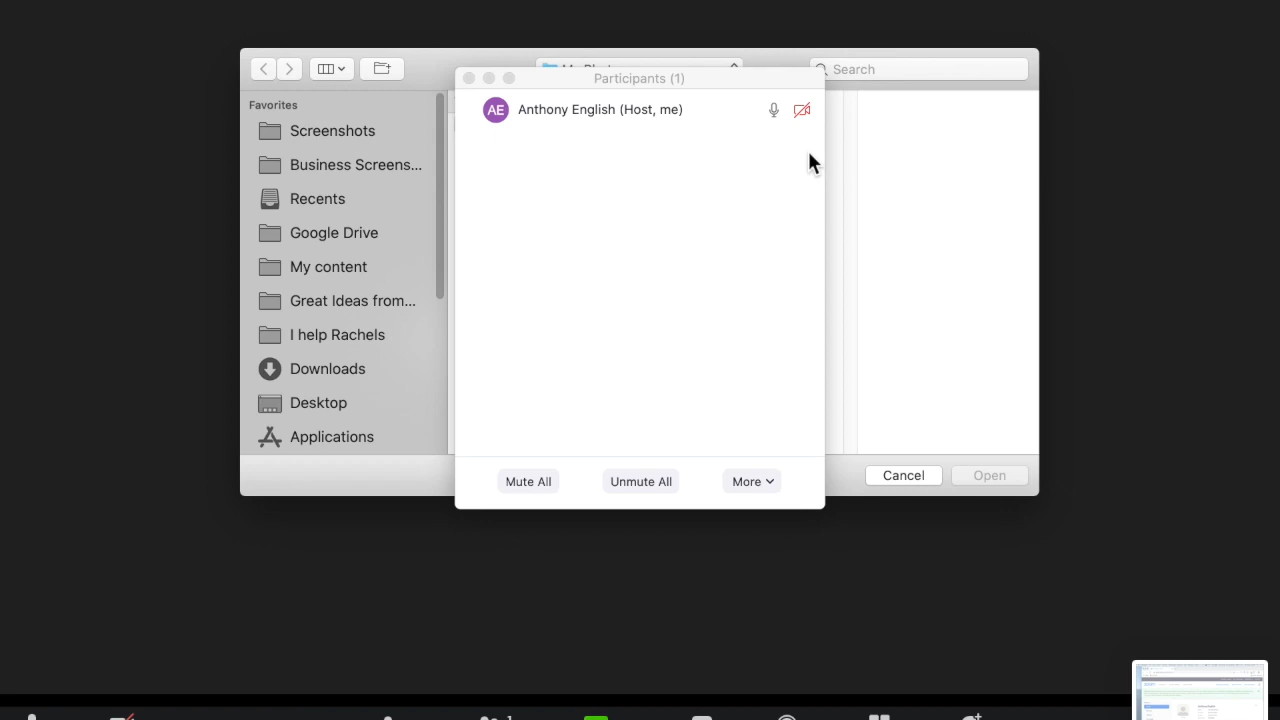 Participants (1)
Search
Favorites
AE Anthony English (Host, me)
Screenshots
Business Screens...
Recents
Google Drive
My content
Great Ideas from...
I help Rachels
Downloads
Desktop
Applications
Mute All Unmute All More
Cancel Open